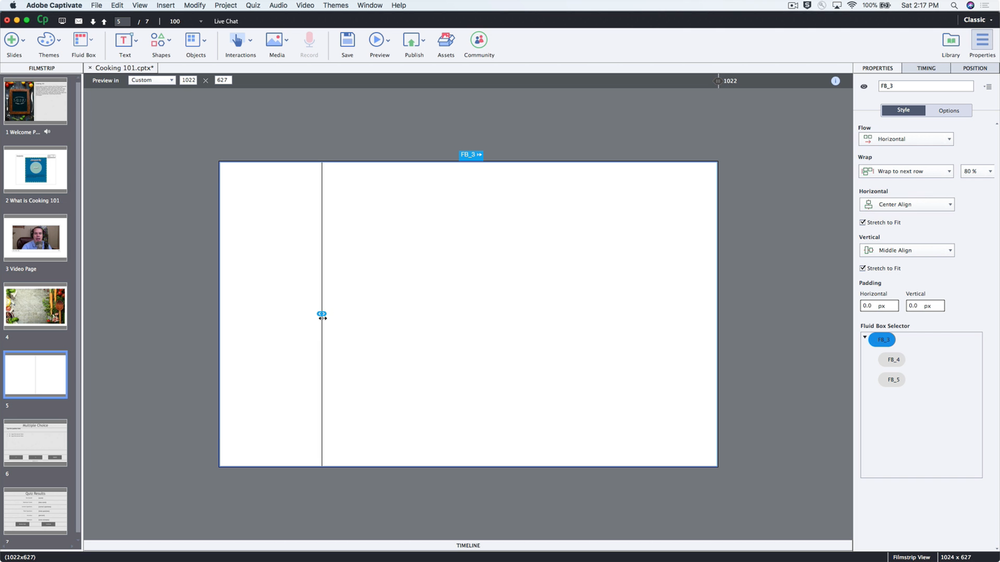 Adobe Captivate File Edit View Insert Modify Project Quiz Audio Video Themes Window Help 100% Sat 2:17 PM
Cp 5 / 7 100 Live Chat Classic
Slides Themes Fluid Box Text Shapes Objects Interactions Media Record Save Preview Publish Assets Community Library Properties
FILMSTRIP × Cooking 101.cptx* PROPERTIES TIMING POSITION
Preview in Custom 1022 × 627 1022
FB_3
Style Options
1 Welcome P...
2 What is Cooking 101
3 Video Page
4
5
Multiple Choice
6
Quiz Results
7
FB_3
Flow
Horizontal
Wrap
Wrap to next row 80 %
Horizontal
Center Align
Stretch to Fit
Vertical
Middle Align
Stretch to Fit
Padding
Horizontal Vertical
0.0 px 0.0 px
Fluid Box Selector
FB_3
FB_4
FB_5
TIMELINE
(1022x627) Filmstrip View 1024 x 627